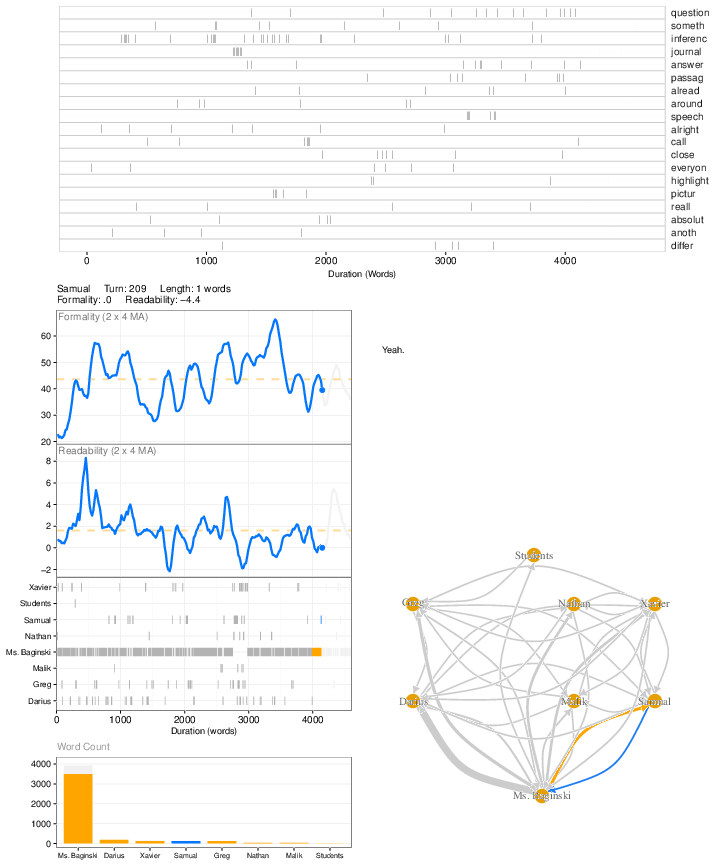 question
someth
inferenc
journal
answer
passag
alread
around
speech
alright
call
close
everyon
highlight
pictur
reall
absolut
anoth
differ
0 1000 2000 3000 4000
Duration (Words)
Samual Turn: 209 Length: 1 words
Formality: .0 Readability: −4.4
Formality (2 x 4 MA)
60
50
40
30
20
Yeah.
Readability (2 x 4 MA)
8
6
4
2
0
−2
Xavier
Students
Samual
Nathan
Ms. Baginski
Malik
Greg
Darius
0 1000 2000 3000 4000
Duration (words)
Students
Greg Nathan Xavier
Darius Malik Samual
Ms. Baginski
Word Count
4000
3000
2000
1000
0
Ms. Baginski Darius Xavier Samual Greg Nathan Malik Students